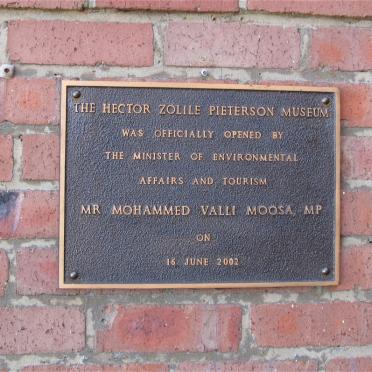 THE HECTOR ZOLILE PIETERSON MUSEUM
WAS OFFICIALLY OPENED BY
THE MINISTER OF ENVIRONMENTAL
AFFAIRS AND TOURISM
MR MOHAMMED VALLI MOOSA, MP
ON
16 JUNE 2002